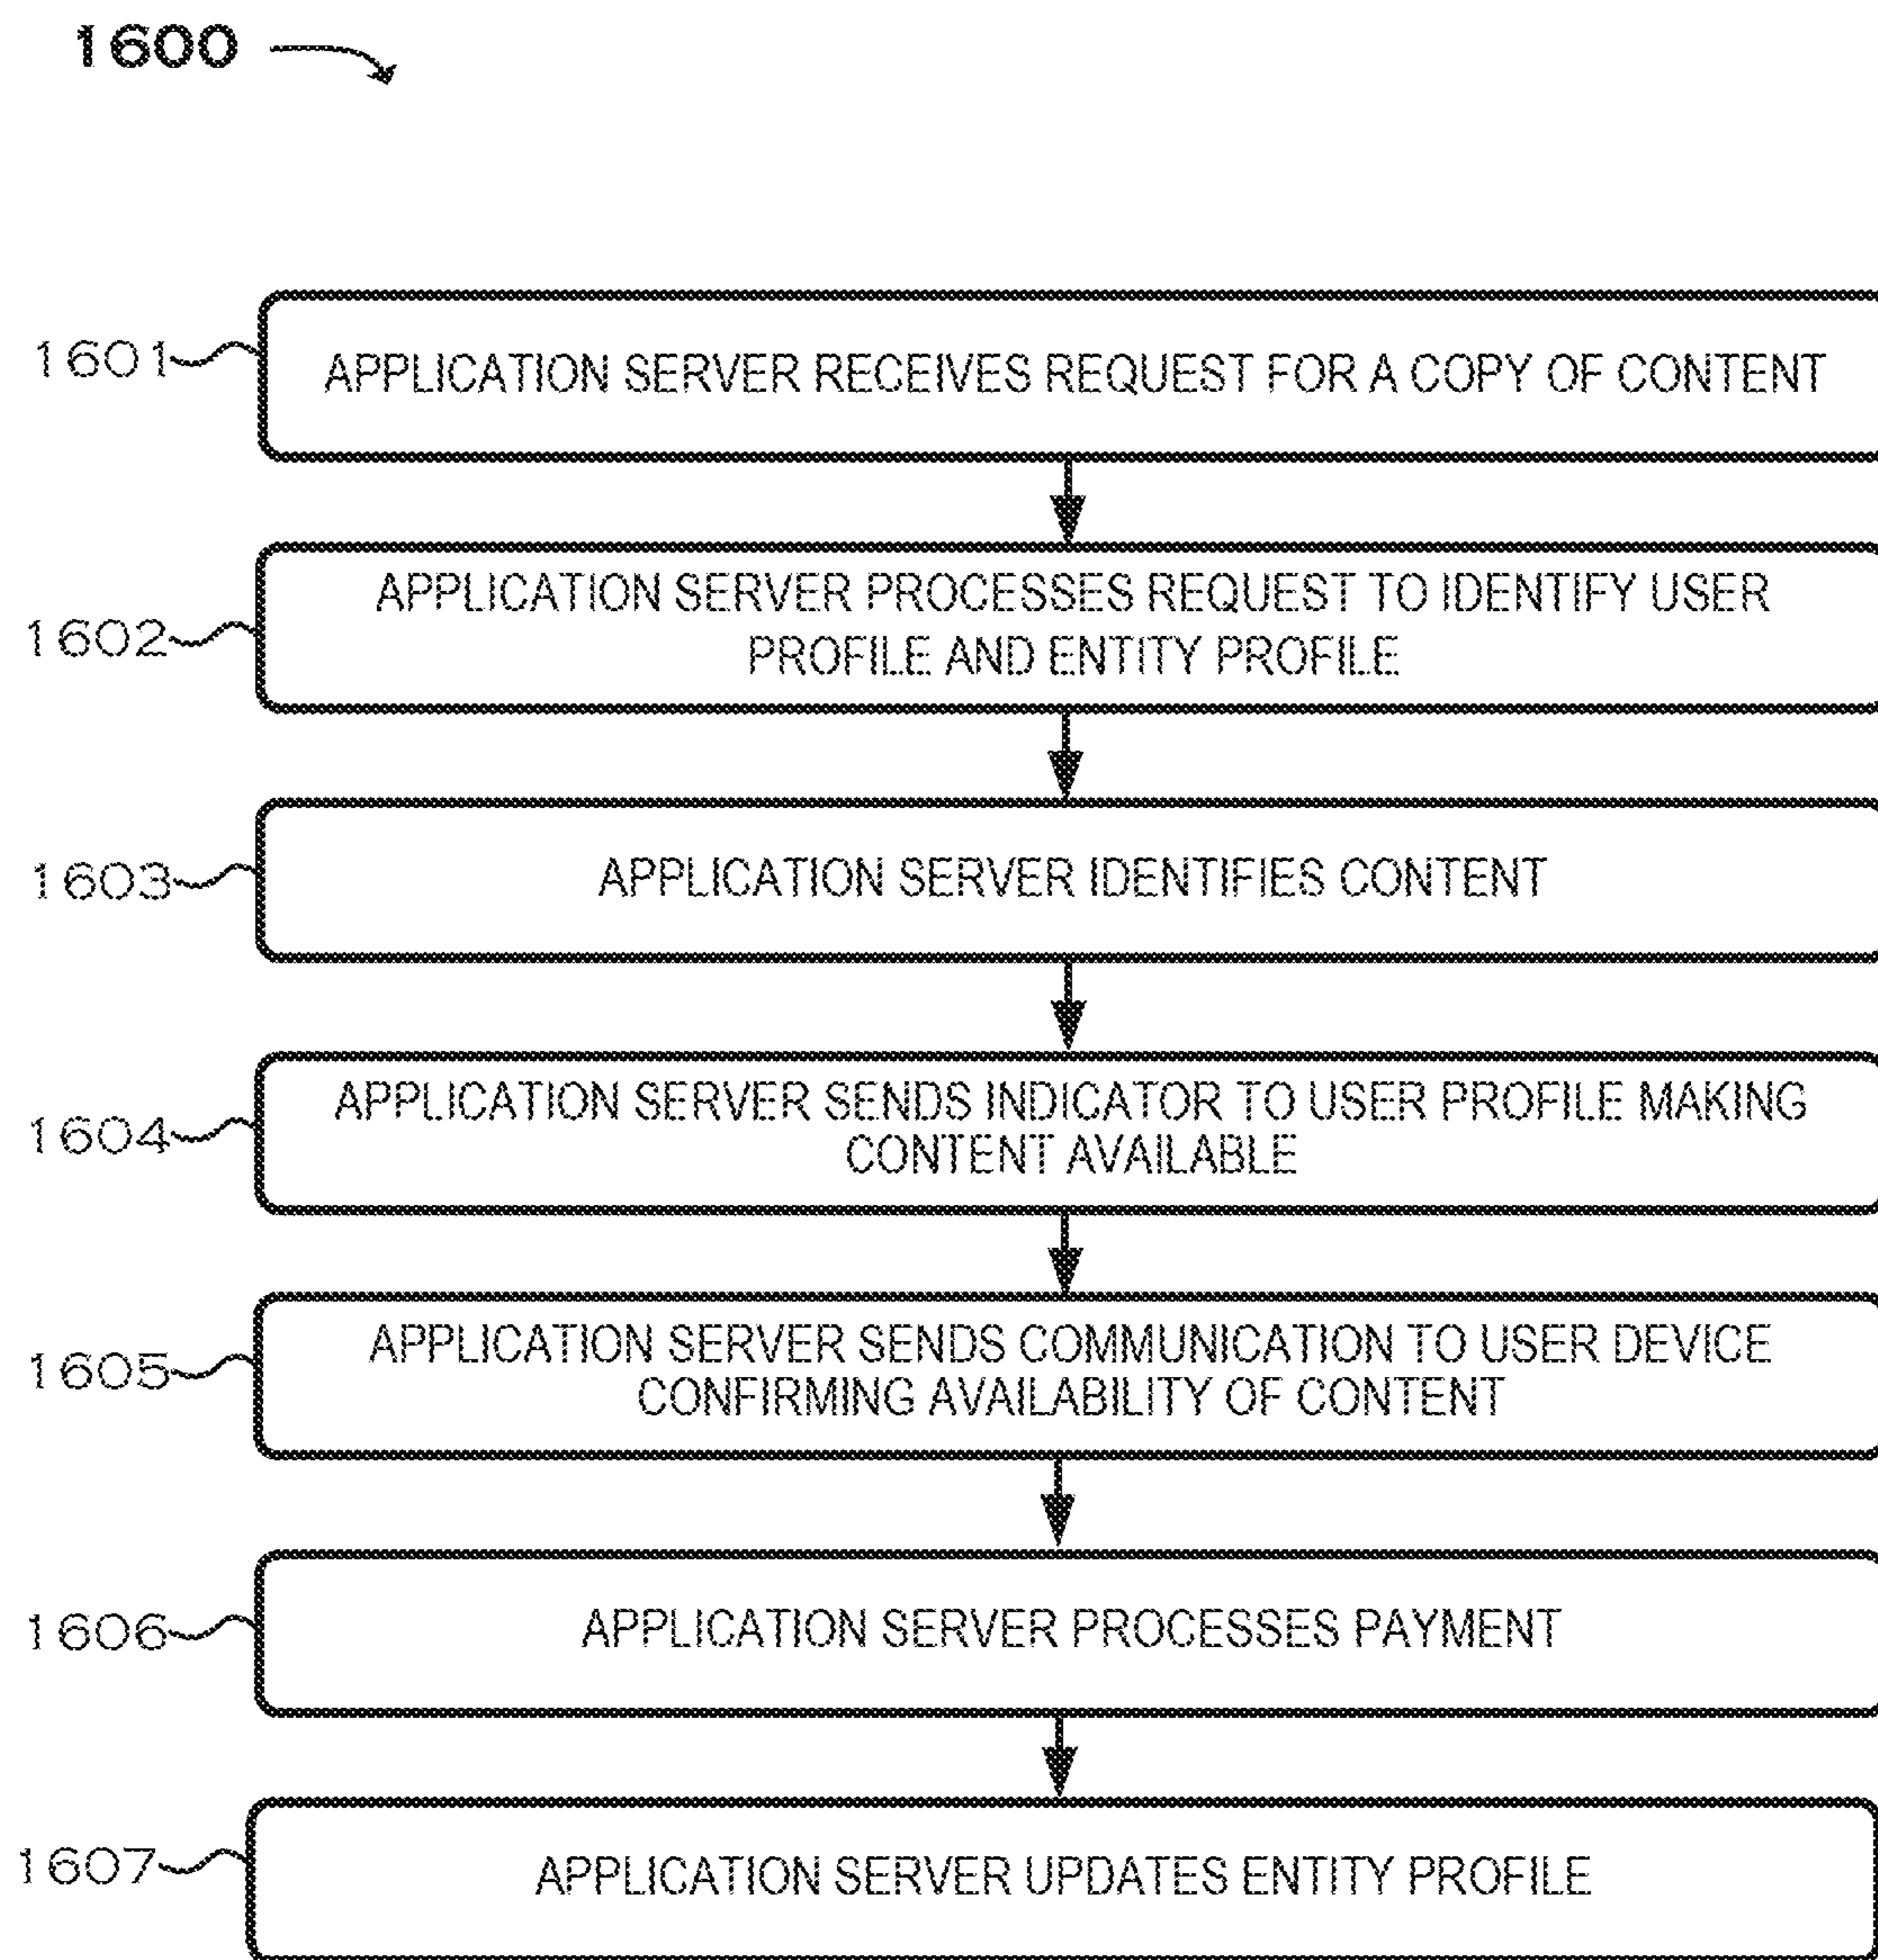 1600
1601
APPLICATION SERVER RECEIVES REQUEST FOR A COPY OF CONTENT
1602
APPLICATION SERVER PROCESSES REQUEST TO IDENTIFY USER
PROFILE AND ENTITY PROFILE
1603
APPLICATION SERVER IDENTIFIES CONTENT
1604
APPLICATION SERVER SENDS INDICATOR TO USER PROFILE MAKING
CONTENT AVAILABLE
1605
APPLICATION SERVER SENDS COMMUNICATION TO USER DEVICE
CONFIRMING AVAILABILITY OF CONTENT
1606
APPLICATION SERVER PROCESSES PAYMENT
1607
APPLICATION SERVER UPDATES ENTITY PROFILE